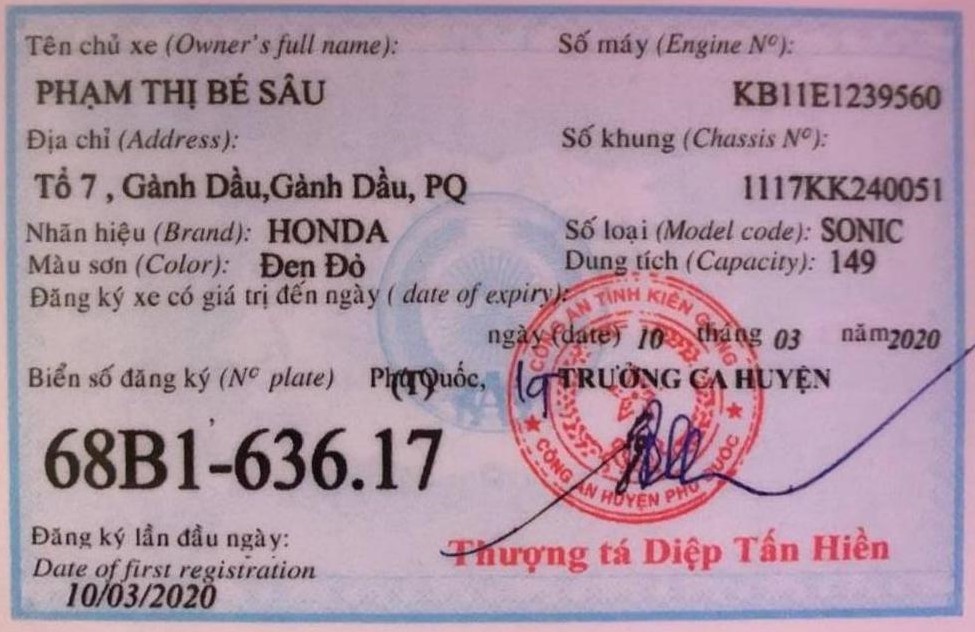 Tên chủ xe (Owner's full name):
PHẠM THỊ BÉ SÂU
Địa chỉ (Address):
Tổ 7 , Gành Dầu,Gành Dầu, PQ
Số máy (Engine Nº):
KB11E1239560
Số khung (Chassis Nº):
1117KK240051
Nhãn hiệu (Brand): HONDA
Số loại (Model code): SONIC
Màu sơn (Color): Đen Đỏ
Dung tích (Capacity): 149
Đăng ký xe có giá trị đến ngày ( date of expiry):
ngày (date) 10 tháng 03 năm2020
Biển số đăng ký (Nº plate) Phú Quốc,
(T)
TRƯỞNG CA HUYỆN
68B1-636.17
CÔNG AN TỈNH KIÊN GIANG
CÔNG AN HUYỆN PHÚ QUỐC
Thượng tá Diệp Tấn Hiền
Đăng ký lần đầu ngày:
Date of first registration
10/03/2020